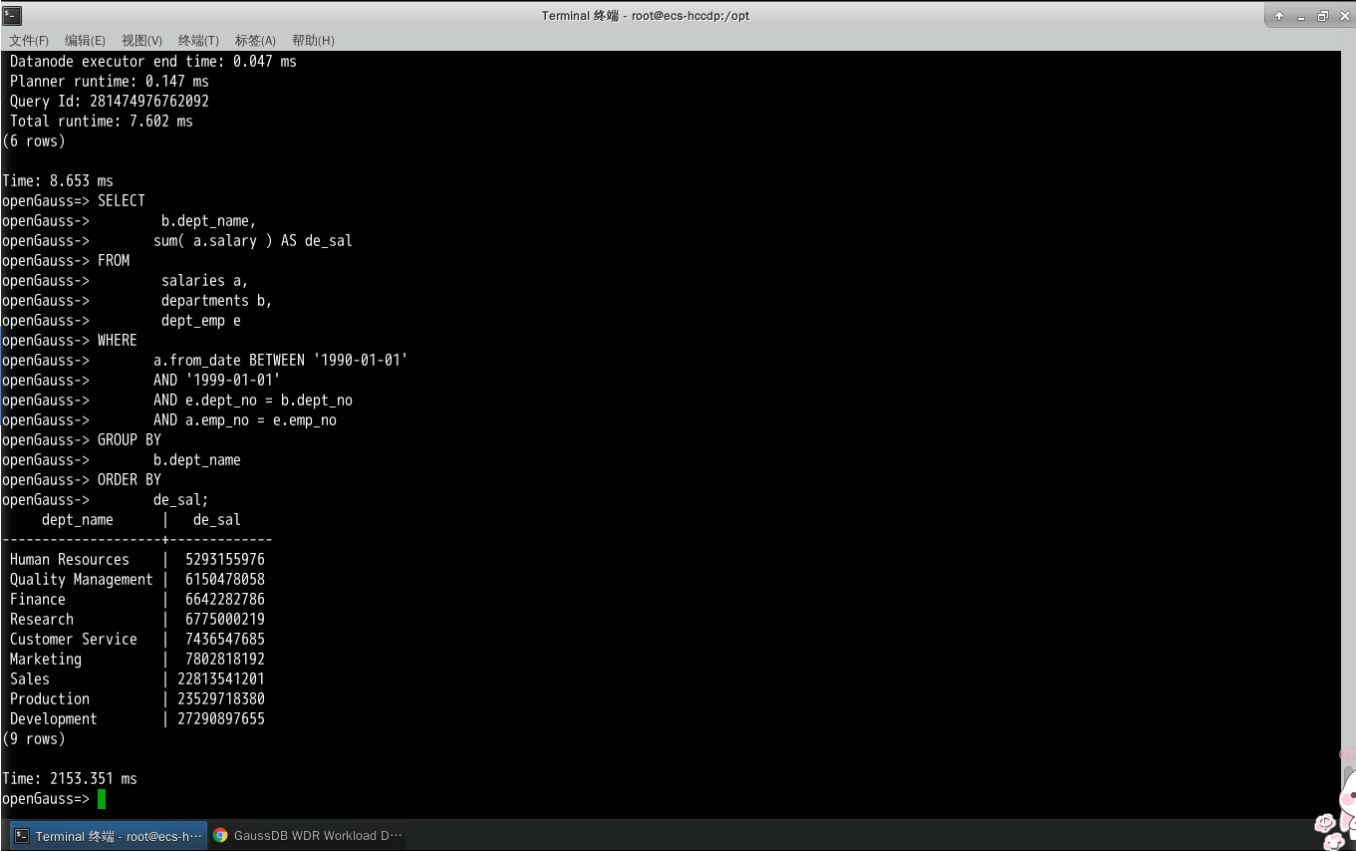 Terminal 终端 - root@ecs-hccdp:/opt
文件(F) 编辑(E) 视图(V) 终端(T) 标签(A) 帮助(H)
Datanode executor end time: 0.047 ms
Planner runtime: 0.147 ms
Query Id: 281474976762092
Total runtime: 7.602 ms
(6 rows)
Time: 8.653 ms
openGauss=> SELECT
openGauss-> b.dept_name,
openGauss-> sum( a.salary ) AS de_sal
openGauss-> FROM
openGauss-> salaries a,
openGauss-> departments b,
openGauss-> dept_emp e
openGauss-> WHERE
openGauss-> a.from_date BETWEEN '1990-01-01'
openGauss-> AND '1999-01-01'
openGauss-> AND e.dept_no = b.dept_no
openGauss-> AND a.emp_no = e.emp_no
openGauss-> GROUP BY
openGauss-> b.dept_name
openGauss-> ORDER BY
openGauss-> de_sal;
dept_name | de_sal
--------------------+-------------
Human Resources | 5293155976
Quality Management | 6150478058
Finance | 6642282786
Research | 6775000219
Customer Service | 7436547685
Marketing | 7802818192
Sales | 22813541201
Production | 23529718380
Development | 27290897655
(9 rows)
Time: 2153.351 ms
openGauss=>
Terminal 终端 - root@ecs-h··· GaussDB WDR Workload D···